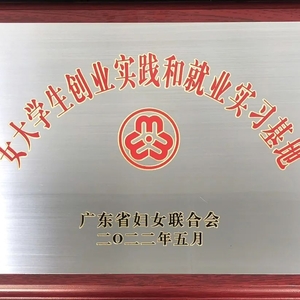 女大学生创业实践和就业实习基地
广东省妇女联合会
二〇二二年五月